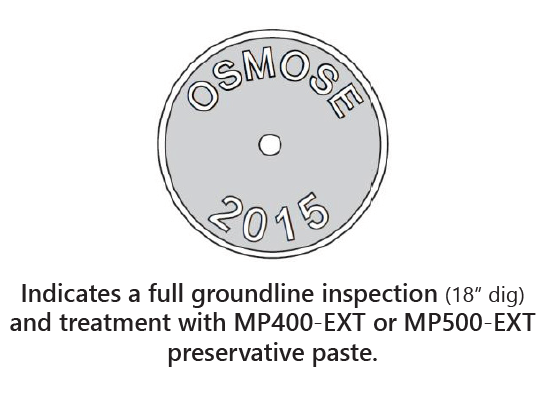 OSMOSE
2015
Indicates a full groundline inspection (18" dig)
and treatment with MP400-EXT or MP500-EXT
preservative paste.